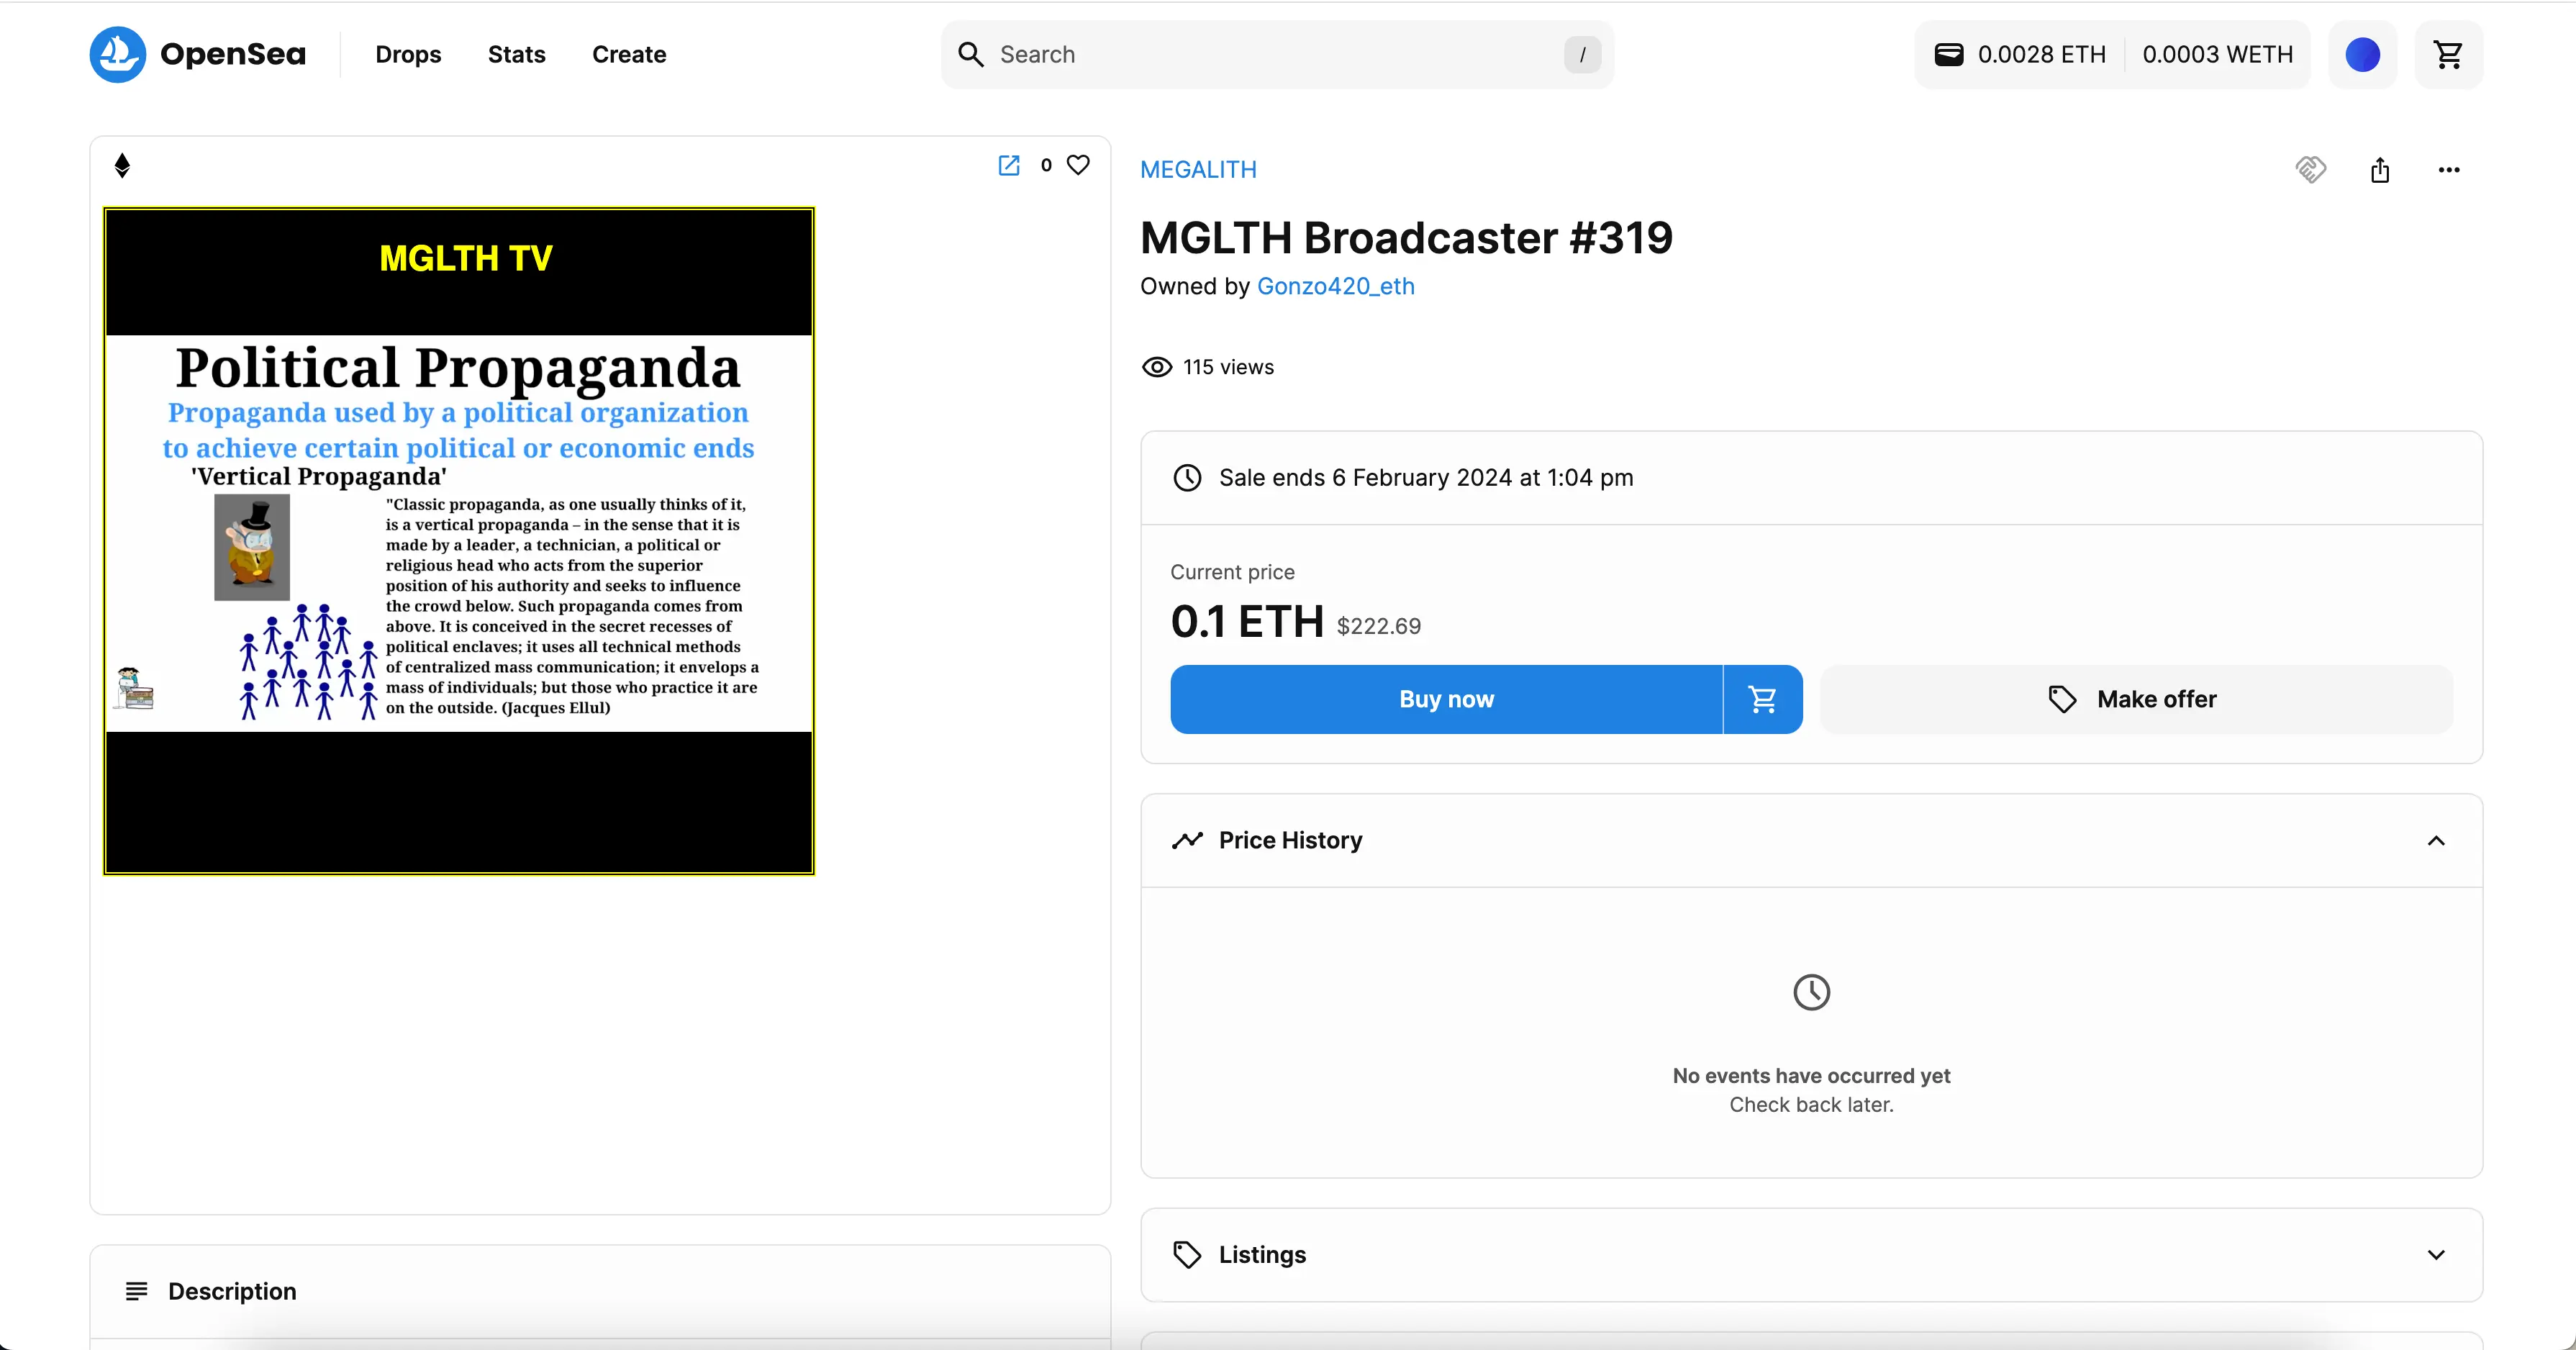 OpenSea
Drops
Stats
Create
Search
/
0.0028 ETH
0.0003 WETH
0
MGLTH TV
Political Propaganda
Propaganda used by a political organization
to achieve certain political or economic ends
'Vertical Propaganda'
"Classic propaganda, as one usually thinks of it,
is a vertical propaganda – in the sense that it is
made by a leader, a technician, a political or
religious head who acts from the superior
position of his authority and seeks to influence
the crowd below. Such propaganda comes from
above. It is conceived in the secret recesses of
political enclaves; it uses all technical methods
of centralized mass communication; it envelops a
mass of individuals; but those who practice it are
on the outside. (Jacques Ellul)
Description
MEGALITH
MGLTH Broadcaster #319
Owned by Gonzo420_eth
115 views
Sale ends 6 February 2024 at 1:04 pm
Current price
0.1 ETH $222.69
Buy now
Make offer
Price History
No events have occurred yet
Check back later.
Listings